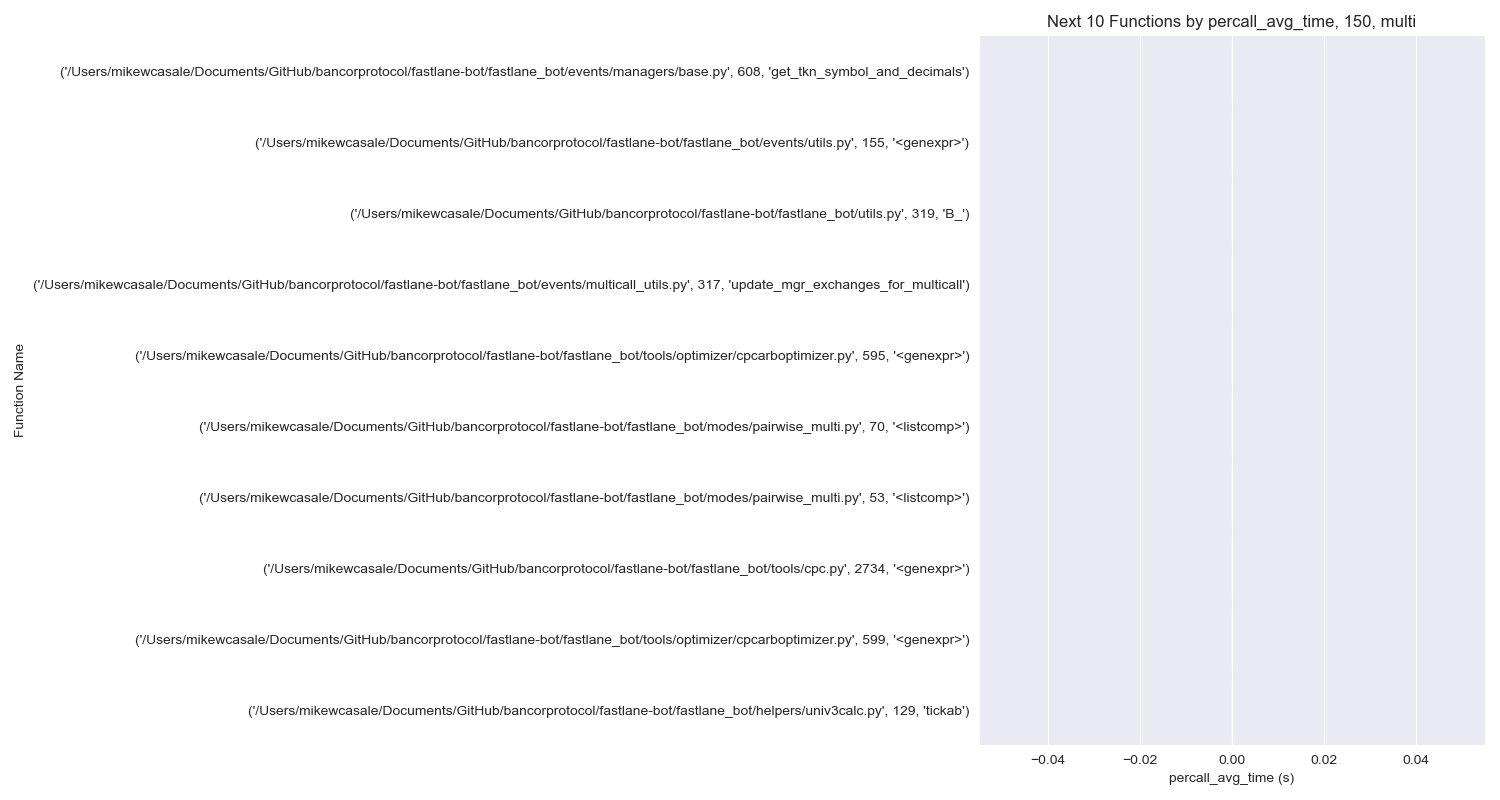 Next 10 Functions by percall_avg_time, 150, multi
('/Users/mikewcasale/Documents/GitHub/bancorprotocol/fastlane-bot/fastlane_bot/events/managers/base.py', 608, 'get_tkn_symbol_and_decimals')
('/Users/mikewcasale/Documents/GitHub/bancorprotocol/fastlane-bot/fastlane_bot/events/utils.py', 155, '<genexpr>')
('/Users/mikewcasale/Documents/GitHub/bancorprotocol/fastlane-bot/fastlane_bot/utils.py', 319, 'B_')
('/Users/mikewcasale/Documents/GitHub/bancorprotocol/fastlane-bot/fastlane_bot/events/multicall_utils.py', 317, 'update_mgr_exchanges_for_multicall')
('/Users/mikewcasale/Documents/GitHub/bancorprotocol/fastlane-bot/fastlane_bot/tools/optimizer/cpcarboptimizer.py', 595, '<genexpr>')
('/Users/mikewcasale/Documents/GitHub/bancorprotocol/fastlane-bot/fastlane_bot/modes/pairwise_multi.py', 70, '<listcomp>')
('/Users/mikewcasale/Documents/GitHub/bancorprotocol/fastlane-bot/fastlane_bot/modes/pairwise_multi.py', 53, '<listcomp>')
('/Users/mikewcasale/Documents/GitHub/bancorprotocol/fastlane-bot/fastlane_bot/tools/cpc.py', 2734, '<genexpr>')
('/Users/mikewcasale/Documents/GitHub/bancorprotocol/fastlane-bot/fastlane_bot/tools/optimizer/cpcarboptimizer.py', 599, '<genexpr>')
('/Users/mikewcasale/Documents/GitHub/bancorprotocol/fastlane-bot/fastlane_bot/helpers/univ3calc.py', 129, 'tickab')
Function Name
−0.04 −0.02 0.00 0.02 0.04
percall_avg_time (s)